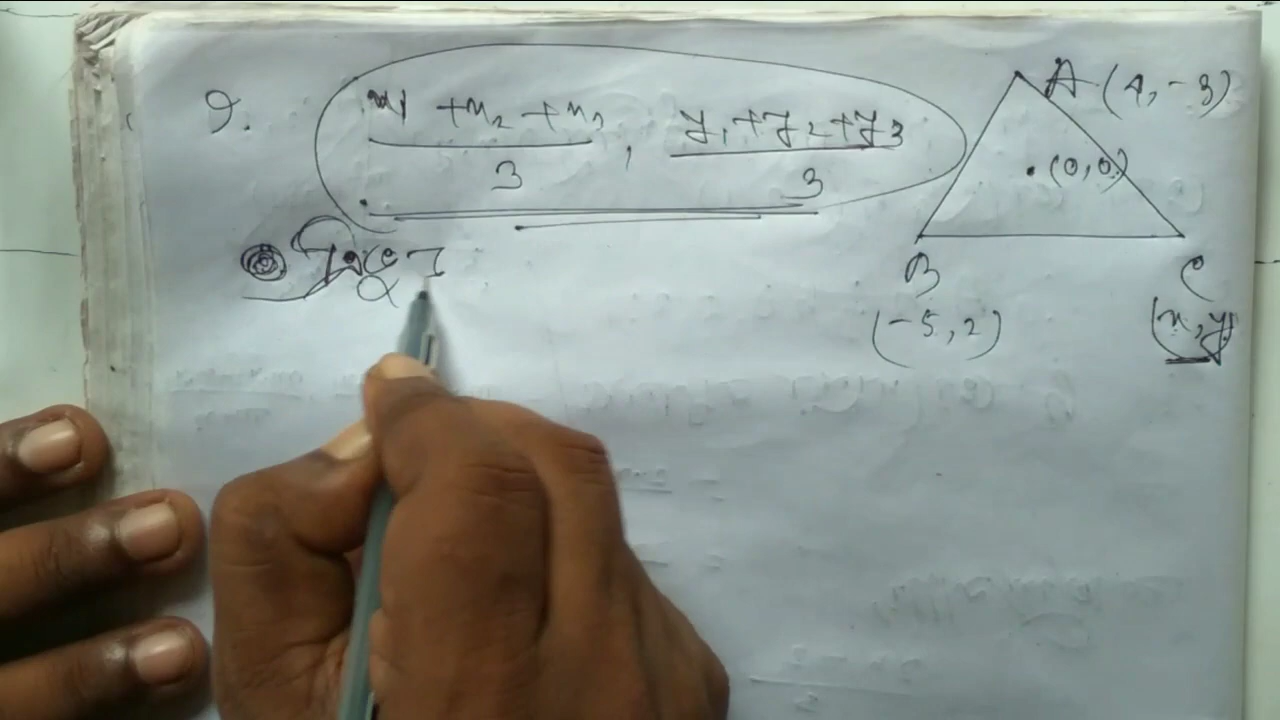 9. x1 + x2 + x3 / 3 , y1 + y2 + y3 / 3
A (4, -3)
(0,0)
B C
(-5, 2) (x, y)